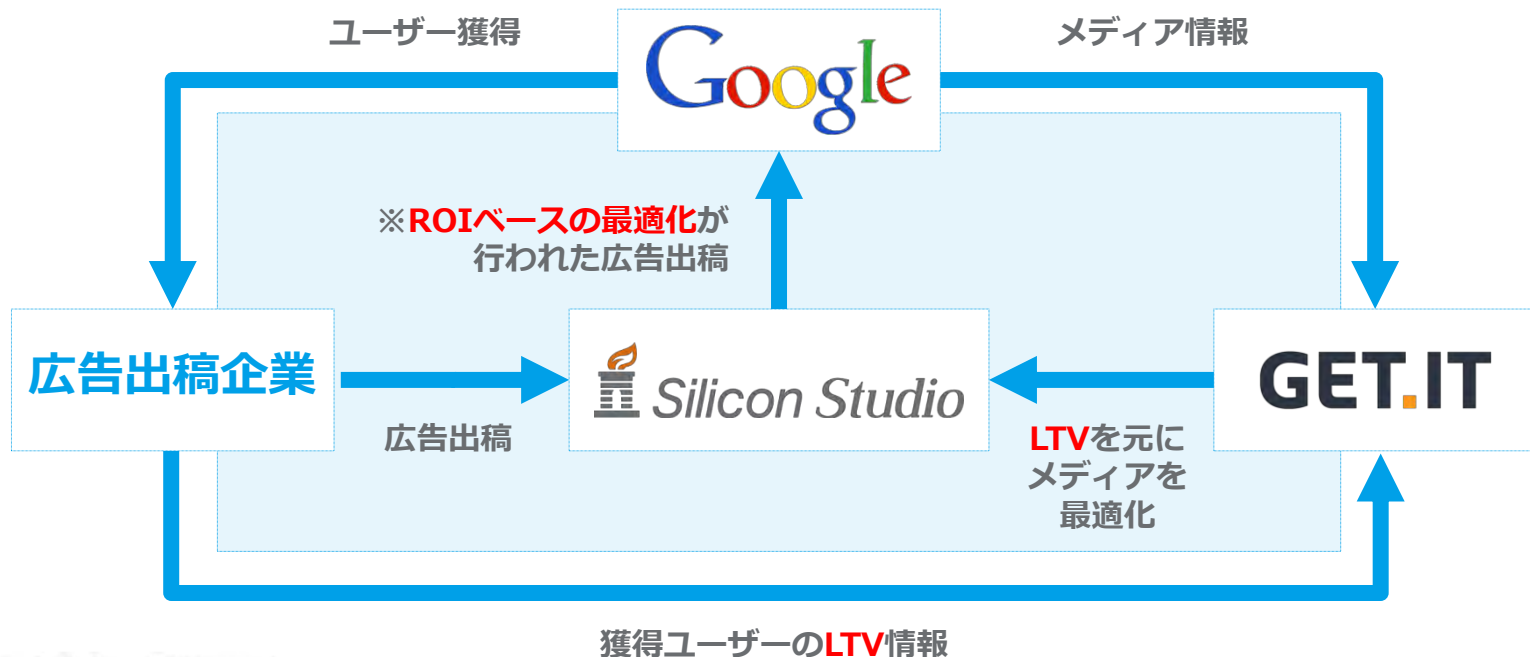 ユーザー獲得
メディア情報
Google
※ROIベースの最適化が
行われた広告出稿
広告出稿企業
Silicon Studio
GET.IT
広告出稿
LTVを元に
メディアを
最適化
獲得ユーザーのLTV情報